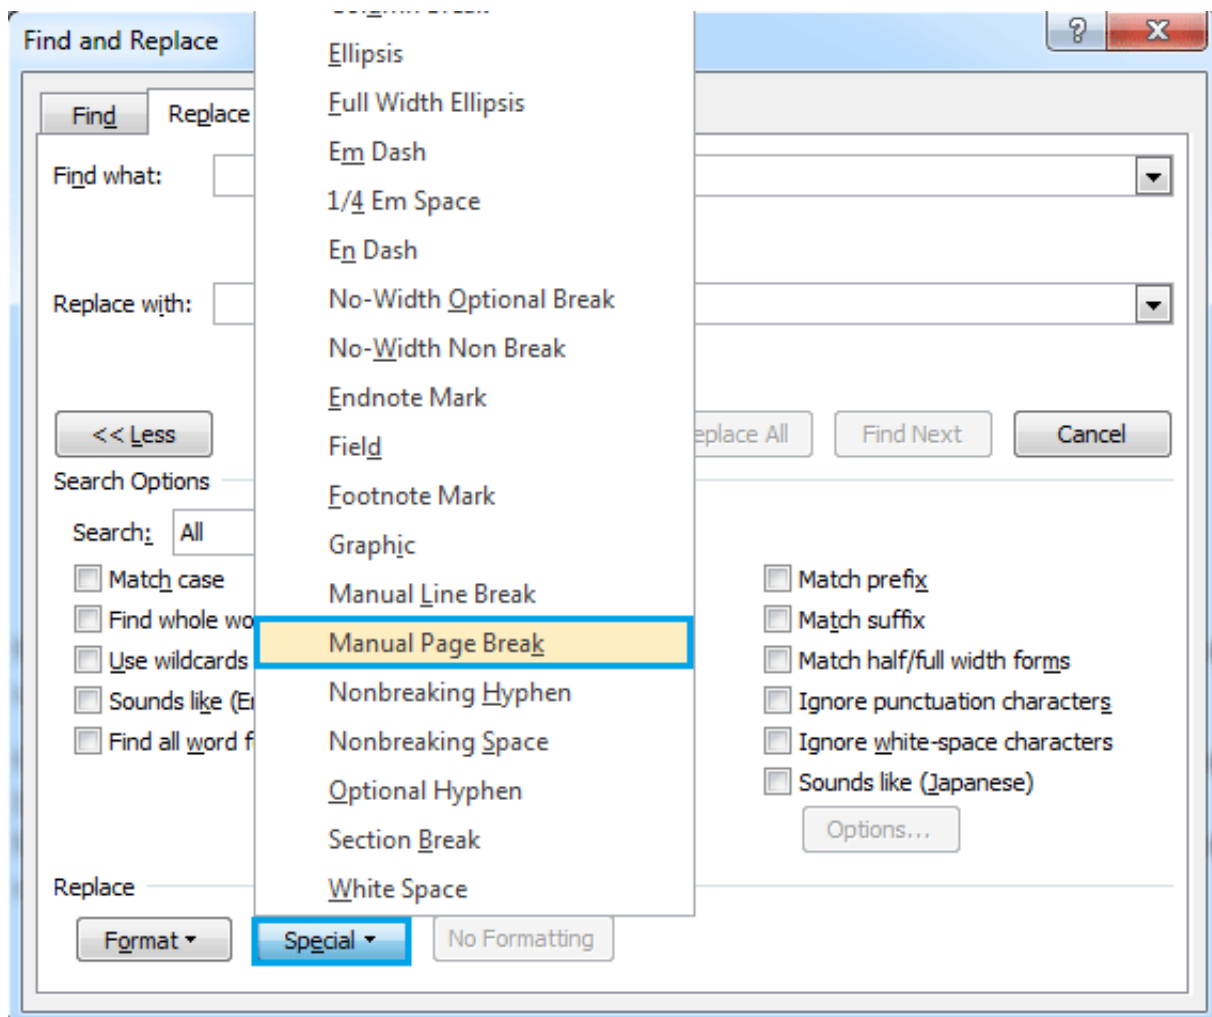 Find and Replace
Find
Replace
Find what:
Replace with:
<< Less
eplace All
Find Next
Cancel
Search Options
Search:
All
Match case
Find whole wo
Use wildcards
Sounds like (E
Find all word f
Match prefix
Match suffix
Match half/full width forms
Ignore punctuation characters
Ignore white-space characters
Sounds like (Japanese)
Options...
Replace
Format
Special
No Formatting
Column Break
Ellipsis
Full Width Ellipsis
Em Dash
1/4 Em Space
En Dash
No-Width Optional Break
No-Width Non Break
Endnote Mark
Field
Footnote Mark
Graphic
Manual Line Break
Manual Page Break
Nonbreaking Hyphen
Nonbreaking Space
Optional Hyphen
Section Break
White Space